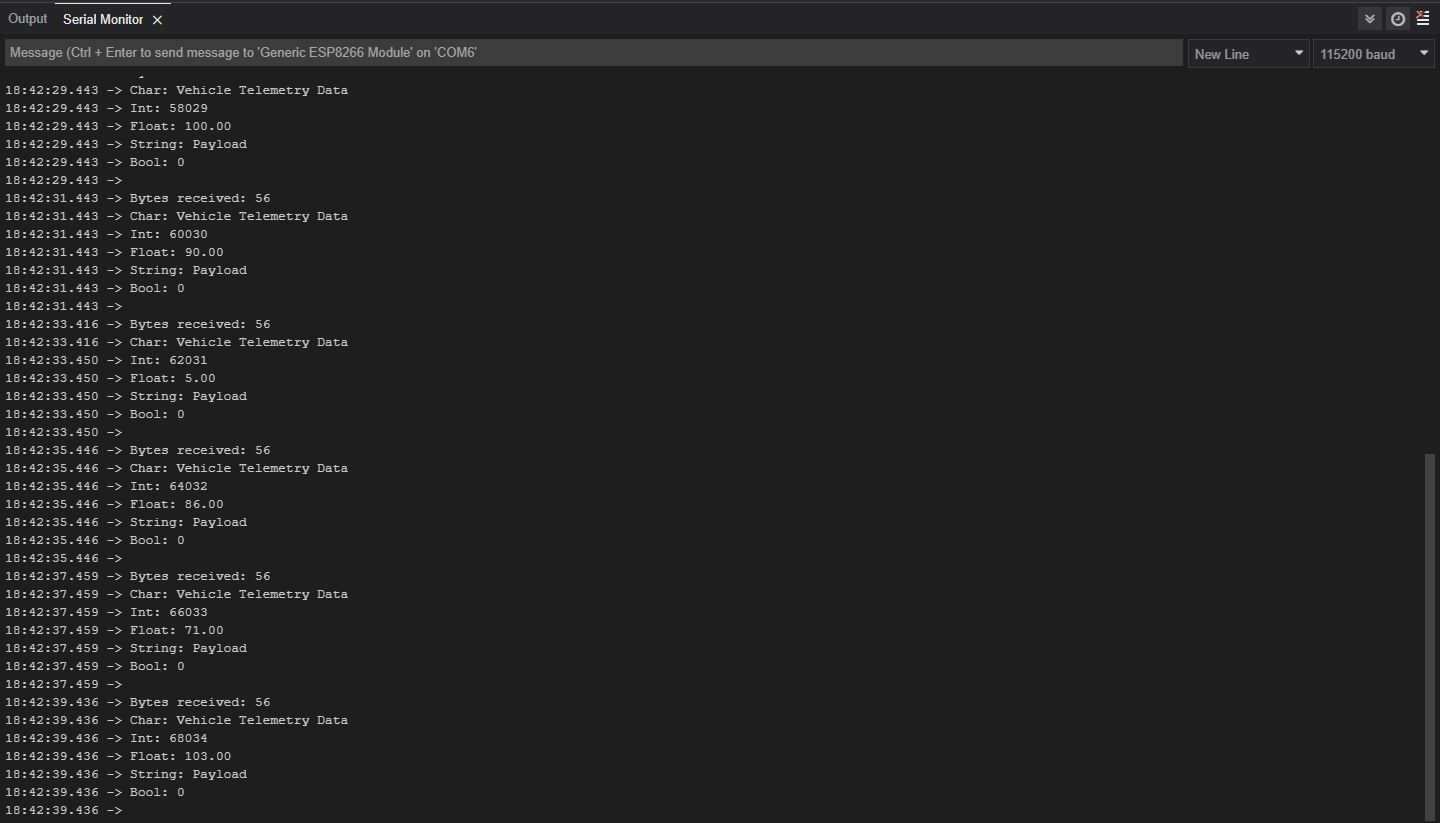 Output Serial Monitor
Message (Ctrl + Enter to send message to 'Generic ESP8266 Module' on 'COM6' New Line 115200 baud
18:42:29.443 -> Char: Vehicle Telemetry Data
18:42:29.443 -> Int: 58029
18:42:29.443 -> Float: 100.00
18:42:29.443 -> String: Payload
18:42:29.443 -> Bool: 0
18:42:29.443 ->
18:42:31.443 -> Bytes received: 56
18:42:31.443 -> Char: Vehicle Telemetry Data
18:42:31.443 -> Int: 60030
18:42:31.443 -> Float: 90.00
18:42:31.443 -> String: Payload
18:42:31.443 -> Bool: 0
18:42:31.443 ->
18:42:33.416 -> Bytes received: 56
18:42:33.416 -> Char: Vehicle Telemetry Data
18:42:33.450 -> Int: 62031
18:42:33.450 -> Float: 5.00
18:42:33.450 -> String: Payload
18:42:33.450 -> Bool: 0
18:42:33.450 ->
18:42:35.446 -> Bytes received: 56
18:42:35.446 -> Char: Vehicle Telemetry Data
18:42:35.446 -> Int: 64032
18:42:35.446 -> Float: 86.00
18:42:35.446 -> String: Payload
18:42:35.446 -> Bool: 0
18:42:35.446 ->
18:42:37.459 -> Bytes received: 56
18:42:37.459 -> Char: Vehicle Telemetry Data
18:42:37.459 -> Int: 66033
18:42:37.459 -> Float: 71.00
18:42:37.459 -> String: Payload
18:42:37.459 -> Bool: 0
18:42:37.459 ->
18:42:39.436 -> Bytes received: 56
18:42:39.436 -> Char: Vehicle Telemetry Data
18:42:39.436 -> Int: 68034
18:42:39.436 -> Float: 103.00
18:42:39.436 -> String: Payload
18:42:39.436 -> Bool: 0
18:42:39.436 ->